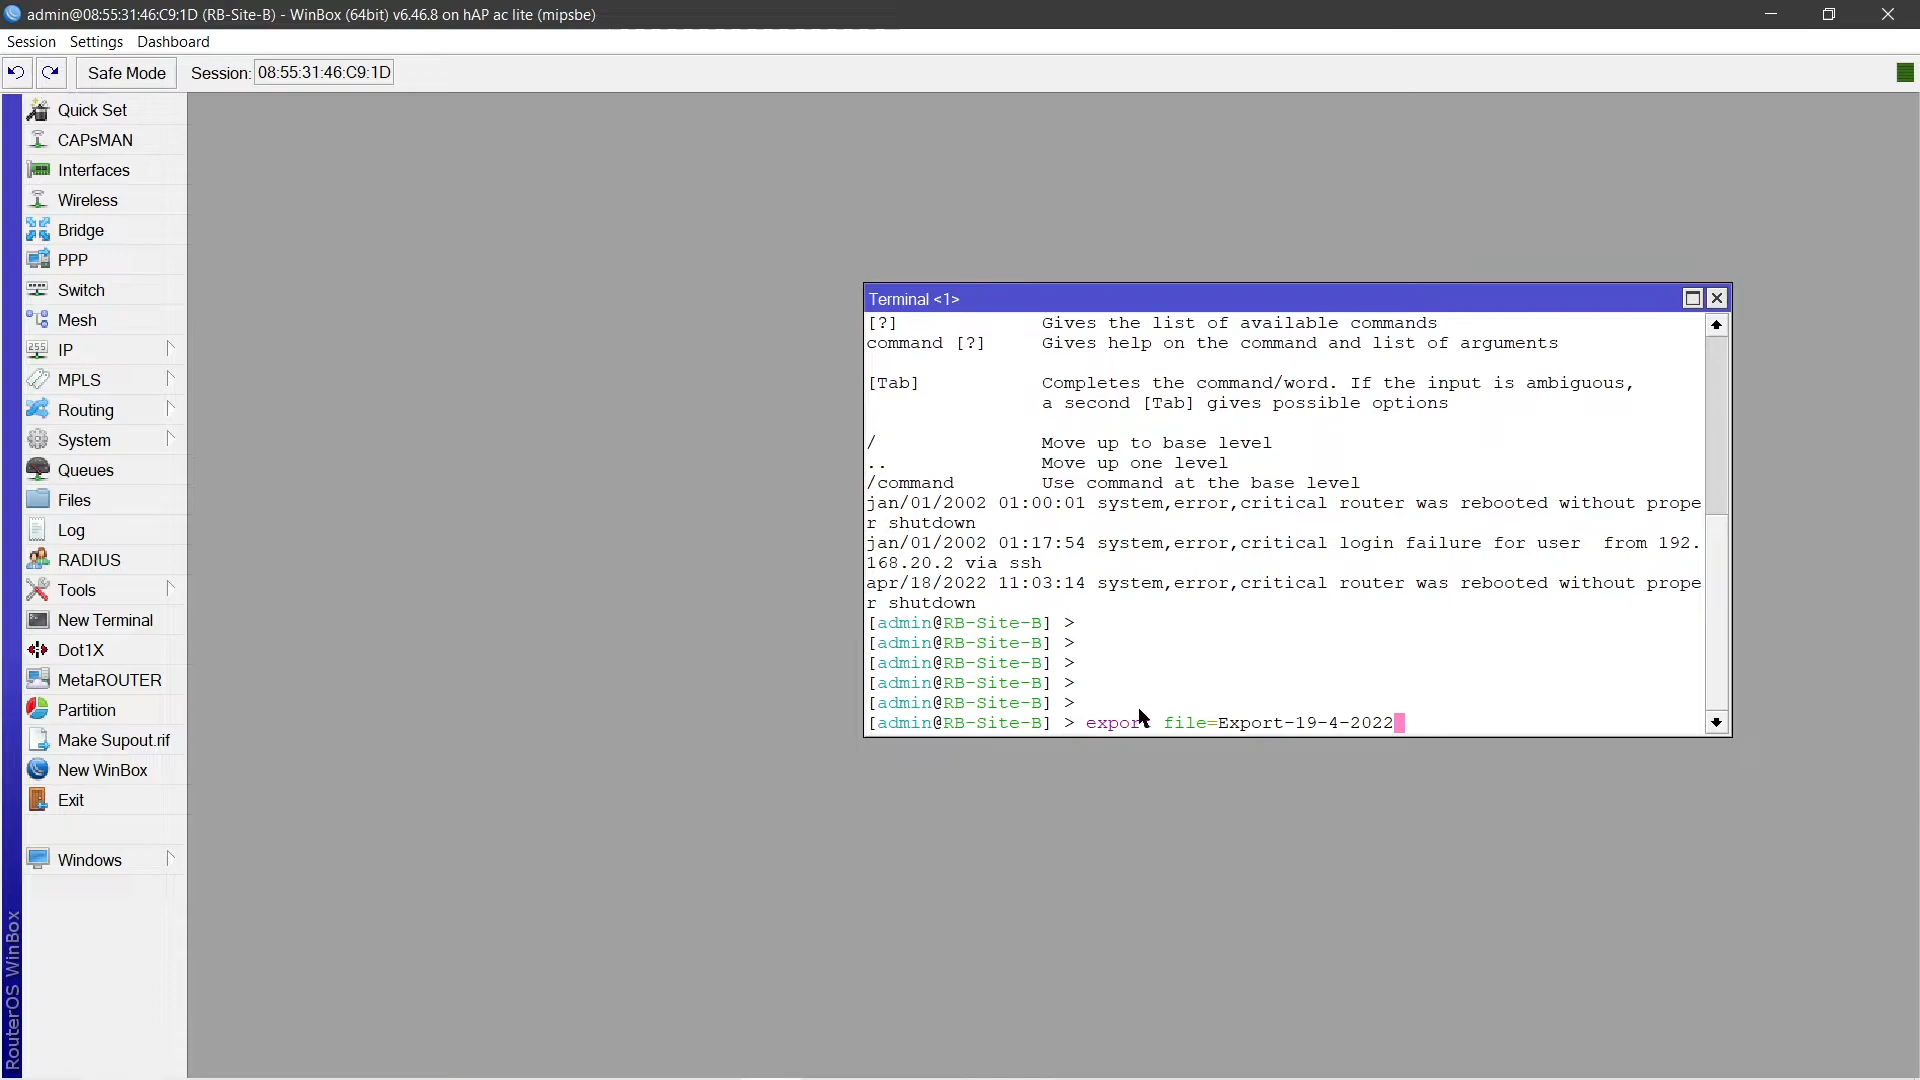 admin@08:55:31:46:C9:1D (RB-Site-B) - WinBox (64bit) v6.46.8 on hAP ac lite (mipsbe)
Session Settings Dashboard
Safe Mode Session: 08:55:31:46:C9:1D
Quick Set
CAPsMAN
Interfaces
Wireless
Bridge
PPP
Switch
Mesh
255 IP
MPLS
Routing
System
Queues
Files
Log
RADIUS
Tools
New Terminal
Dot1X
MetaROUTER
Partition
Make Supout.rif
New WinBox
Exit
Windows
RouterOS WinBox
Terminal <1>
[?] Gives the list of available commands
command [?] Gives help on the command and list of arguments
[Tab] Completes the command/word. If the input is ambiguous,
a second [Tab] gives possible options
/ Move up to base level
.. Move up one level
/command Use command at the base level
jan/01/2002 01:00:01 system,error,critical router was rebooted without prope
r shutdown
jan/01/2002 01:17:54 system,error,critical login failure for user  from 192.
168.20.2 via ssh
apr/18/2022 11:03:14 system,error,critical router was rebooted without prope
r shutdown
[admin@RB-Site-B] >
[admin@RB-Site-B] >
[admin@RB-Site-B] >
[admin@RB-Site-B] >
[admin@RB-Site-B] >
[admin@RB-Site-B] > export file=Export-19-4-2022